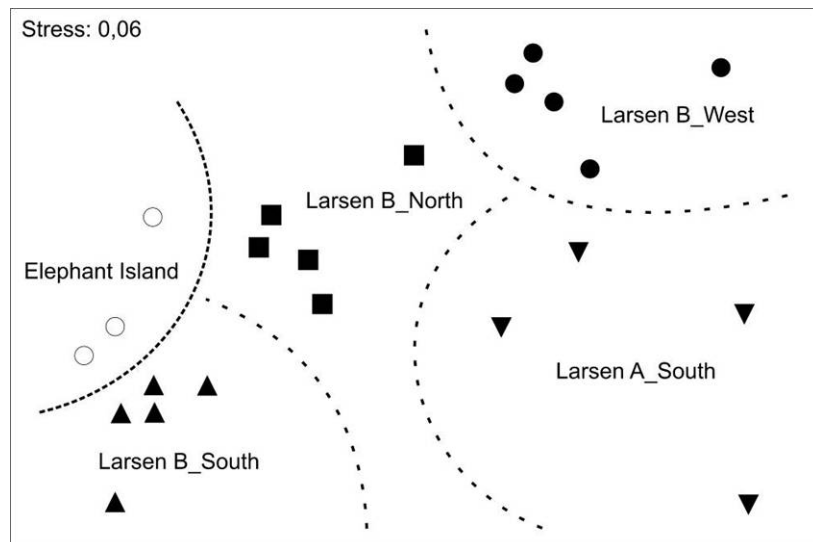 Stress: 0,06
Larsen B_West
Larsen B_North
Elephant Island
Larsen A_South
Larsen B_South